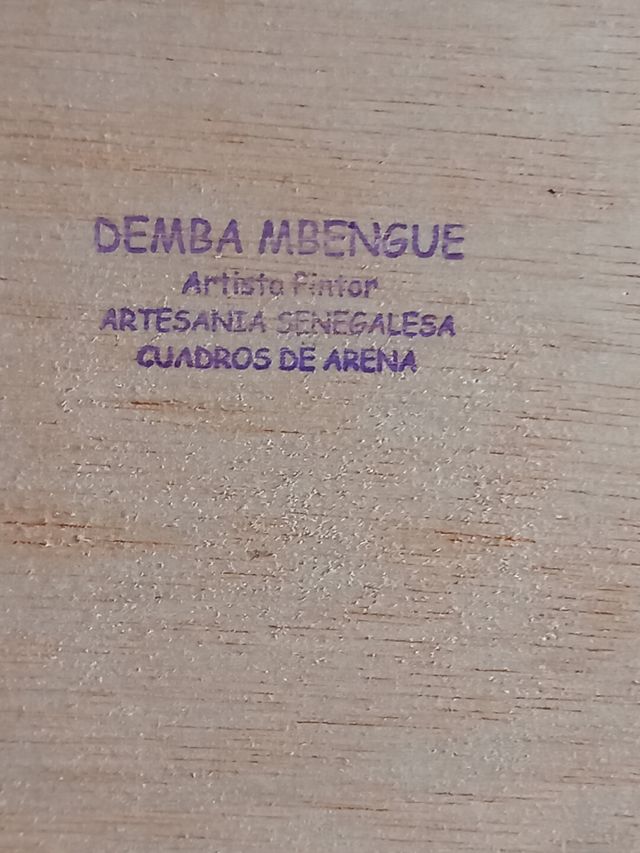 DEMBA MBENGUE
Artista Pintor
ARTESANIA SENEGALESA
CUADROS DE ARENA